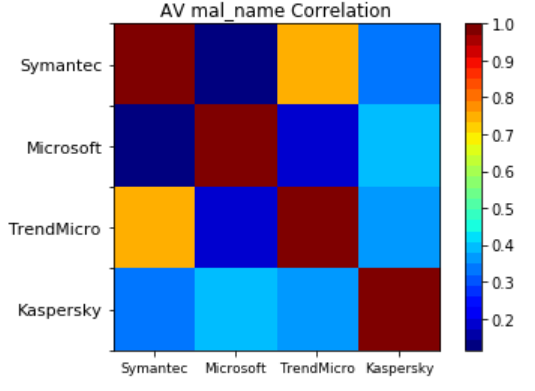 AV mal_name Correlation
Symantec
Microsoft
TrendMicro
Kaspersky
Symantec Microsoft TrendMicro Kaspersky
1.0
0.9
0.8
0.7
0.6
0.5
0.4
0.3
0.2